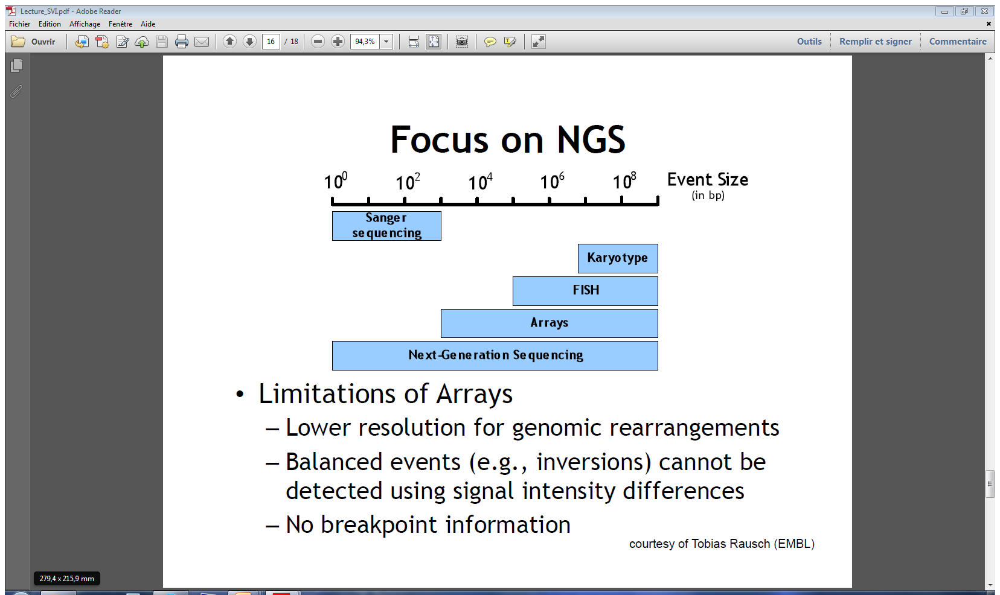 Lecture_SVI.pdf - Adobe Reader
Fichier Edition Affichage Fenêtre Aide
Ouvrir 16 / 18 94,3% Outils Remplir et signer Commentaire
Focus on NGS
10^0 10^2 10^4 10^6 10^8 Event Size
(in bp)
Sanger
sequencing
Karyotype
FISH
Arrays
Next-Generation Sequencing
• Limitations of Arrays
– Lower resolution for genomic rearrangements
– Balanced events (e.g., inversions) cannot be
detected using signal intensity differences
– No breakpoint information
courtesy of Tobias Rausch (EMBL)
279,4 x 215,9 mm